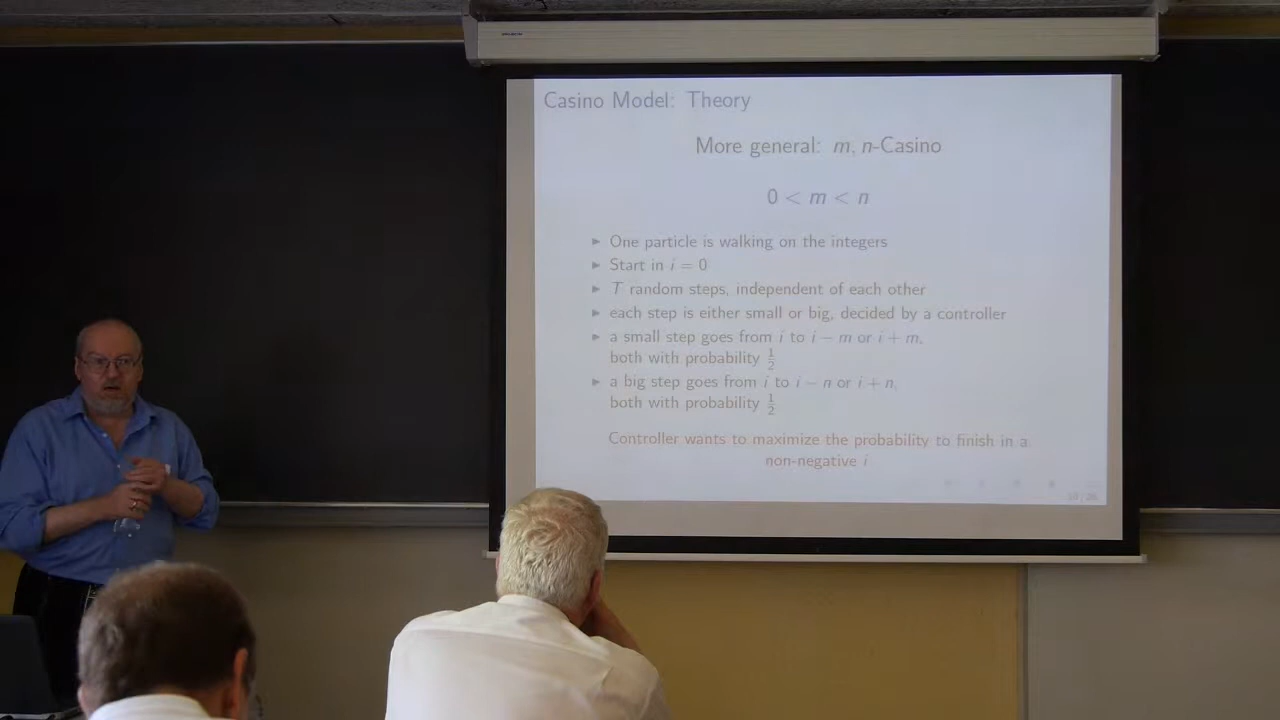 Casino Model: Theory
More general: m, n-Casino
0 < m < n
► One particle is walking on the integers
► Start in i = 0
► T random steps, independent of each other
► each step is either small or big, decided by a controller
► a small step goes from i to i − m or i + m,
both with probability 1/2
► a big step goes from i to i − n or i + n,
both with probability 1/2
Controller wants to maximize the probability to finish in a
non-negative i